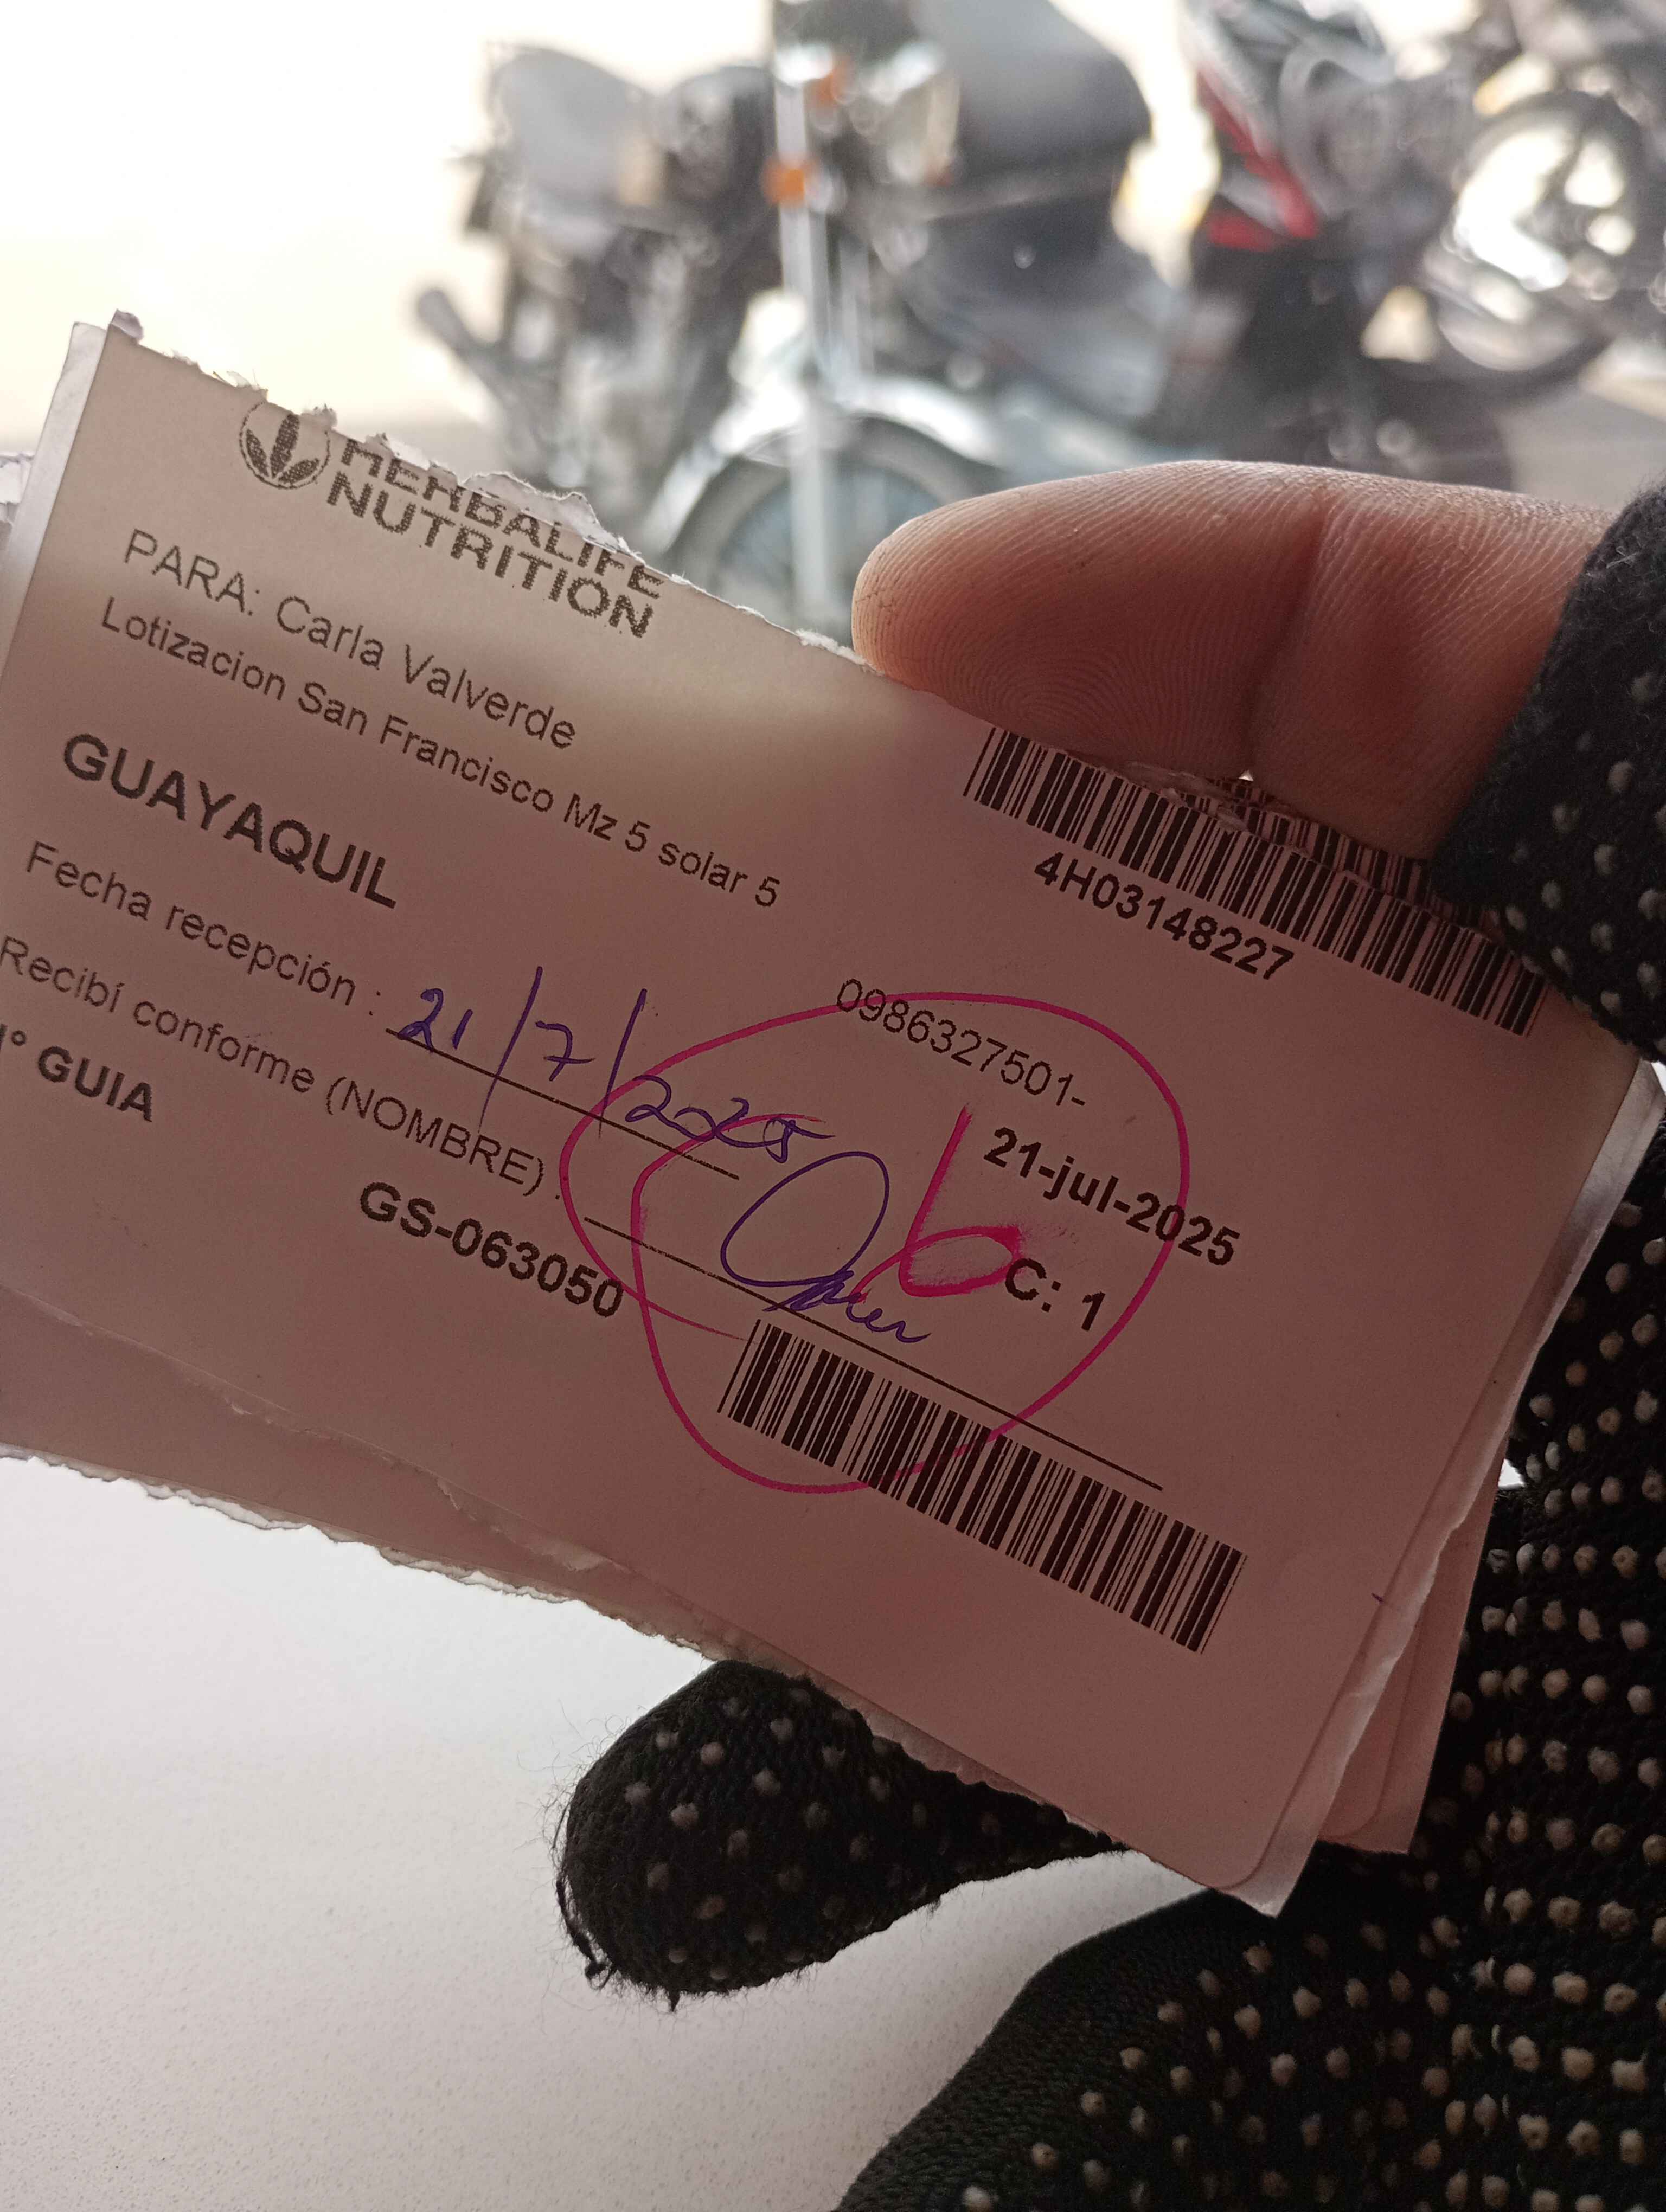 HERBALIFE
NUTRITION
PARA: Carla Valverde
Lotizacion San Francisco Mz 5 solar 5
GUAYAQUIL
4H03148227
0986327501-
Fecha recepción : 21/7/2025
21-jul-2025
Recibí conforme (NOMBRE) :
C: 1
° GUIA
GS-063050
6